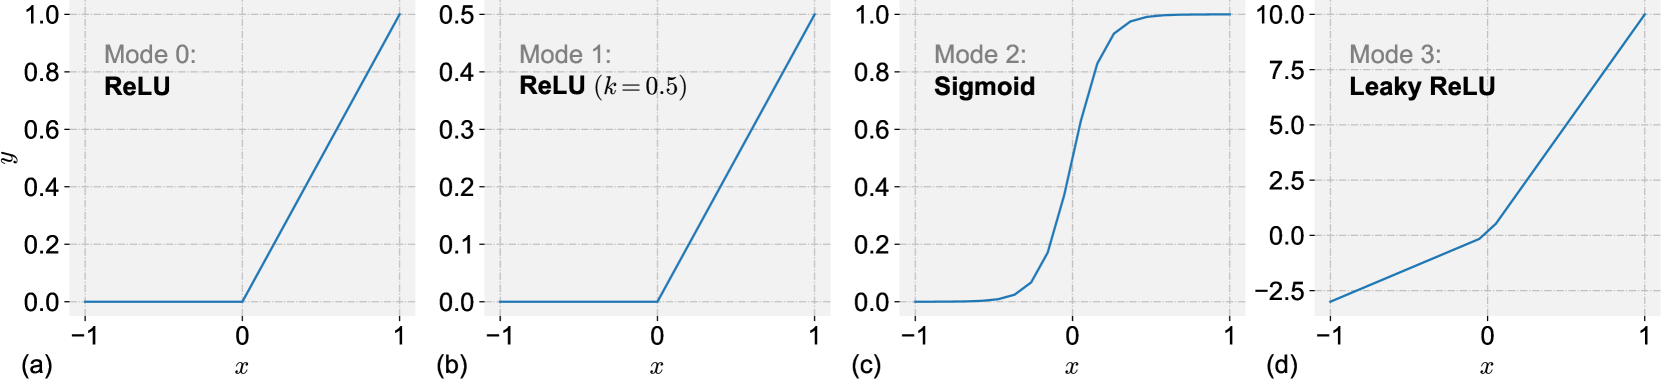 1.0
0.8
0.6
0.4
0.2
0.0
y
Mode 0:
ReLU
−1 0 1
(a) x
0.5
0.4
0.3
0.2
0.1
0.0
Mode 1:
ReLU (k = 0.5)
−1 0 1
(b) x
1.0
0.8
0.6
0.4
0.2
0.0
Mode 2:
Sigmoid
−1 0 1
(c) x
10.0
7.5
5.0
2.5
0.0
−2.5
Mode 3:
Leaky ReLU
−1 0 1
(d) x